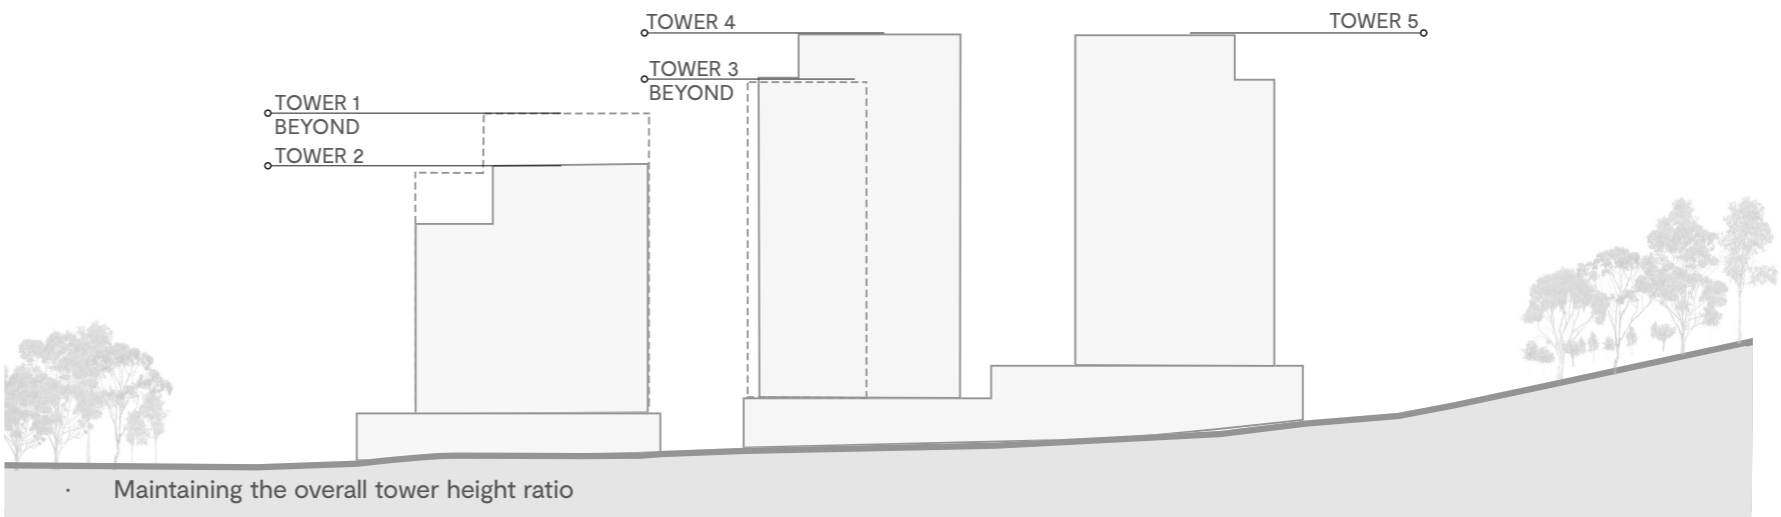 TOWER 4
TOWER 5
TOWER 3
BEYOND
TOWER 1
BEYOND
TOWER 2
· Maintaining the overall tower height ratio